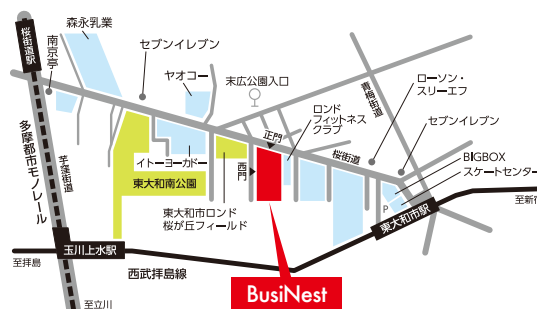 桜街道駅
南京亭
森永乳業
セブンイレブン
ヤオコー
末広公園入口
青梅街道
ローソン・
スリーエフ
セブンイレブン
ロンド
フィットネス
クラブ
正門
西門
桜街道
BIGBOX
スケートセンター
P
至新宿
東大和市駅
多摩都市モノレール
芋窪街道
イトーヨーカドー
東大和南公園
東大和市ロンド
桜が丘フィールド
玉川上水駅
至拝島
西武拝島線
至立川
BusiNest